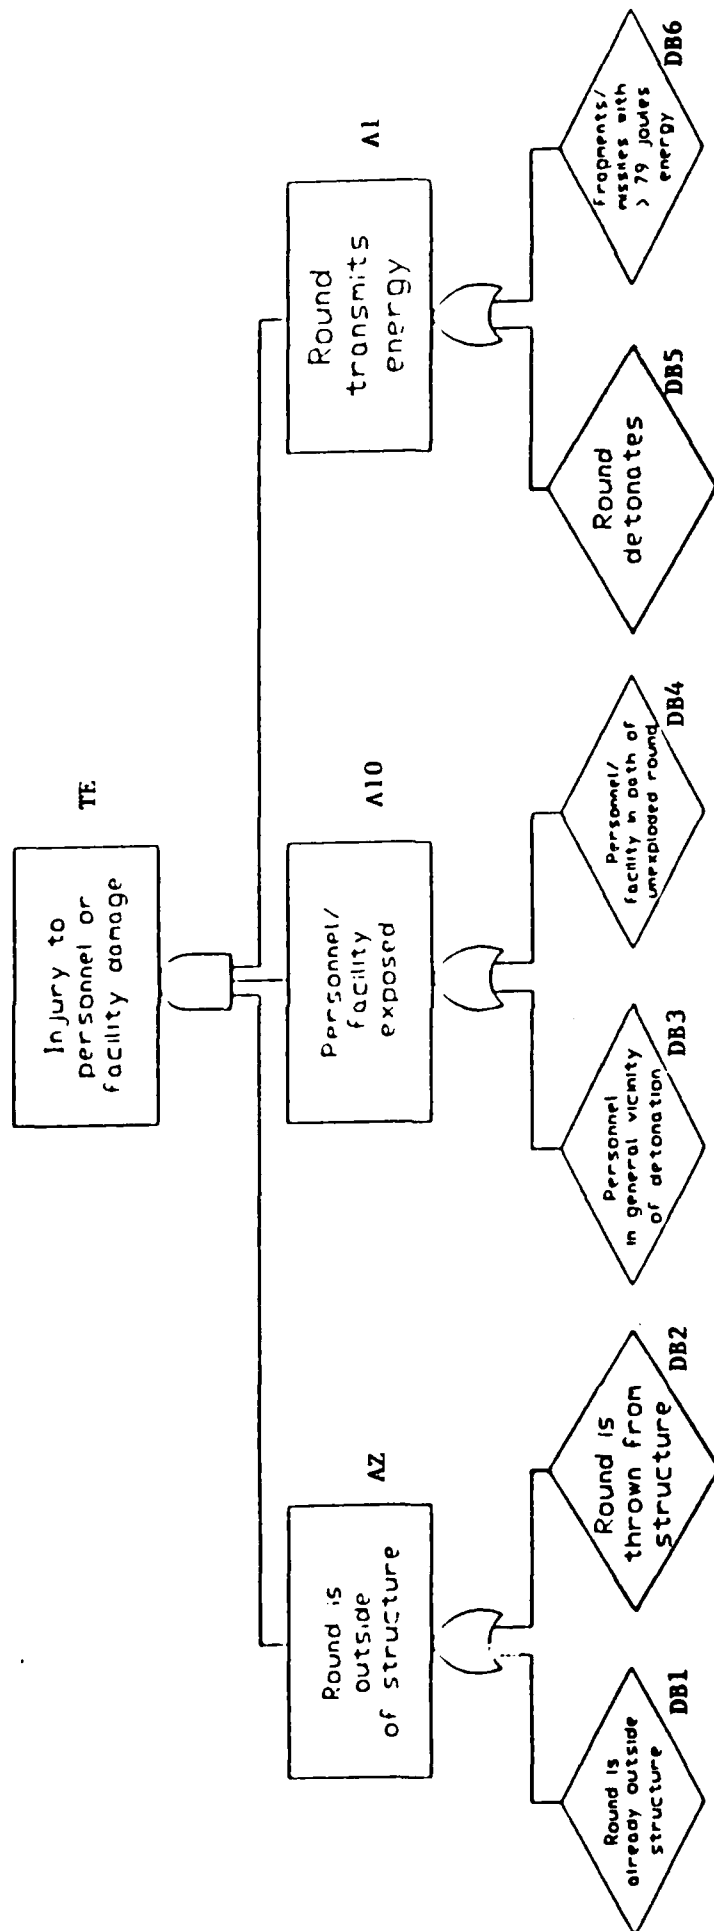 TE
Injury to
personnel or
facility damage
AZ
Round is
outside
of structure
A10
Personnel/
facility
exposed
A1
Round
transmits
energy
Round is
already outside
structure
DB1
Round is
thrown from
structure
DB2
Personnel
in general vicinity
of detonation
DB3
Personnel/
facility in path of
unexploded round
DB4
Round
detonates
DB5
Fragments/
missiles with
> 79 joules
energy
DB6